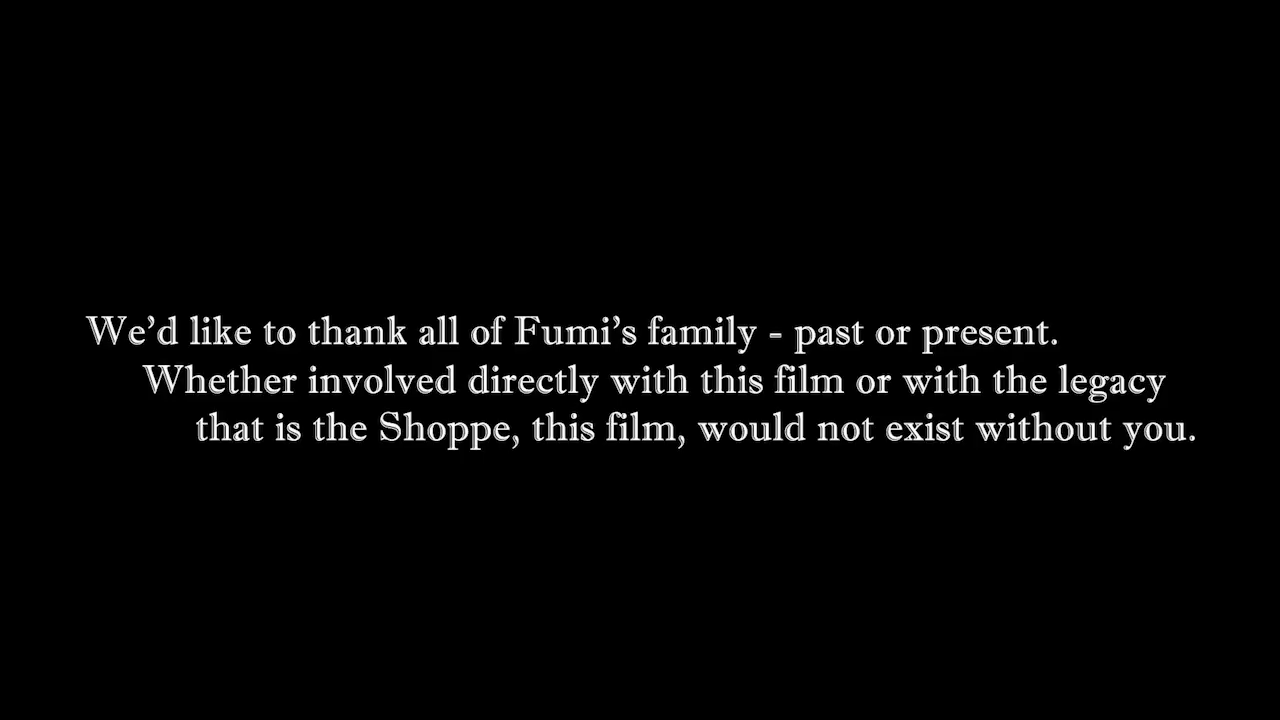 We’d like to thank all of Fumi’s family - past or present.
Whether involved directly with this film or with the legacy
that is the Shoppe, this film, would not exist without you.